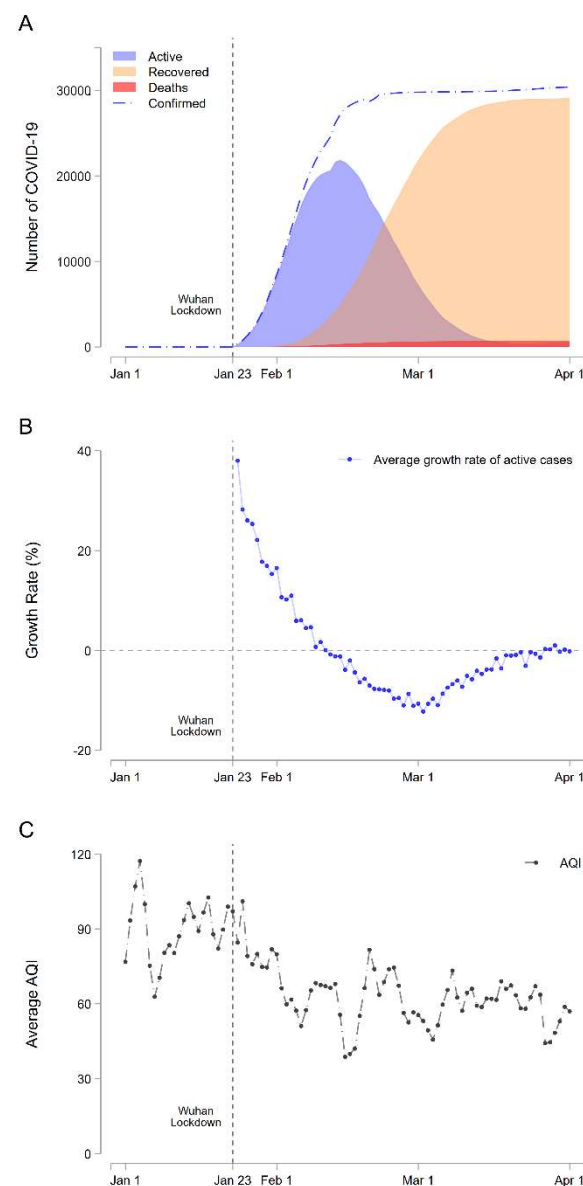 A
Active
Recovered
Deaths
Confirmed
30000
20000
10000
0
Number of COVID-19
Wuhan
Lockdown
Jan 1
Jan 23
Feb 1
Mar 1
Apr 1
B
Average growth rate of active cases
40
20
0
-20
Growth Rate (%)
Wuhan
Lockdown
Jan 1
Jan 23
Feb 1
Mar 1
Apr 1
C
AQI
120
90
60
30
0
Average AQI
Wuhan
Lockdown
Jan 1
Jan 23
Feb 1
Mar 1
Apr 1